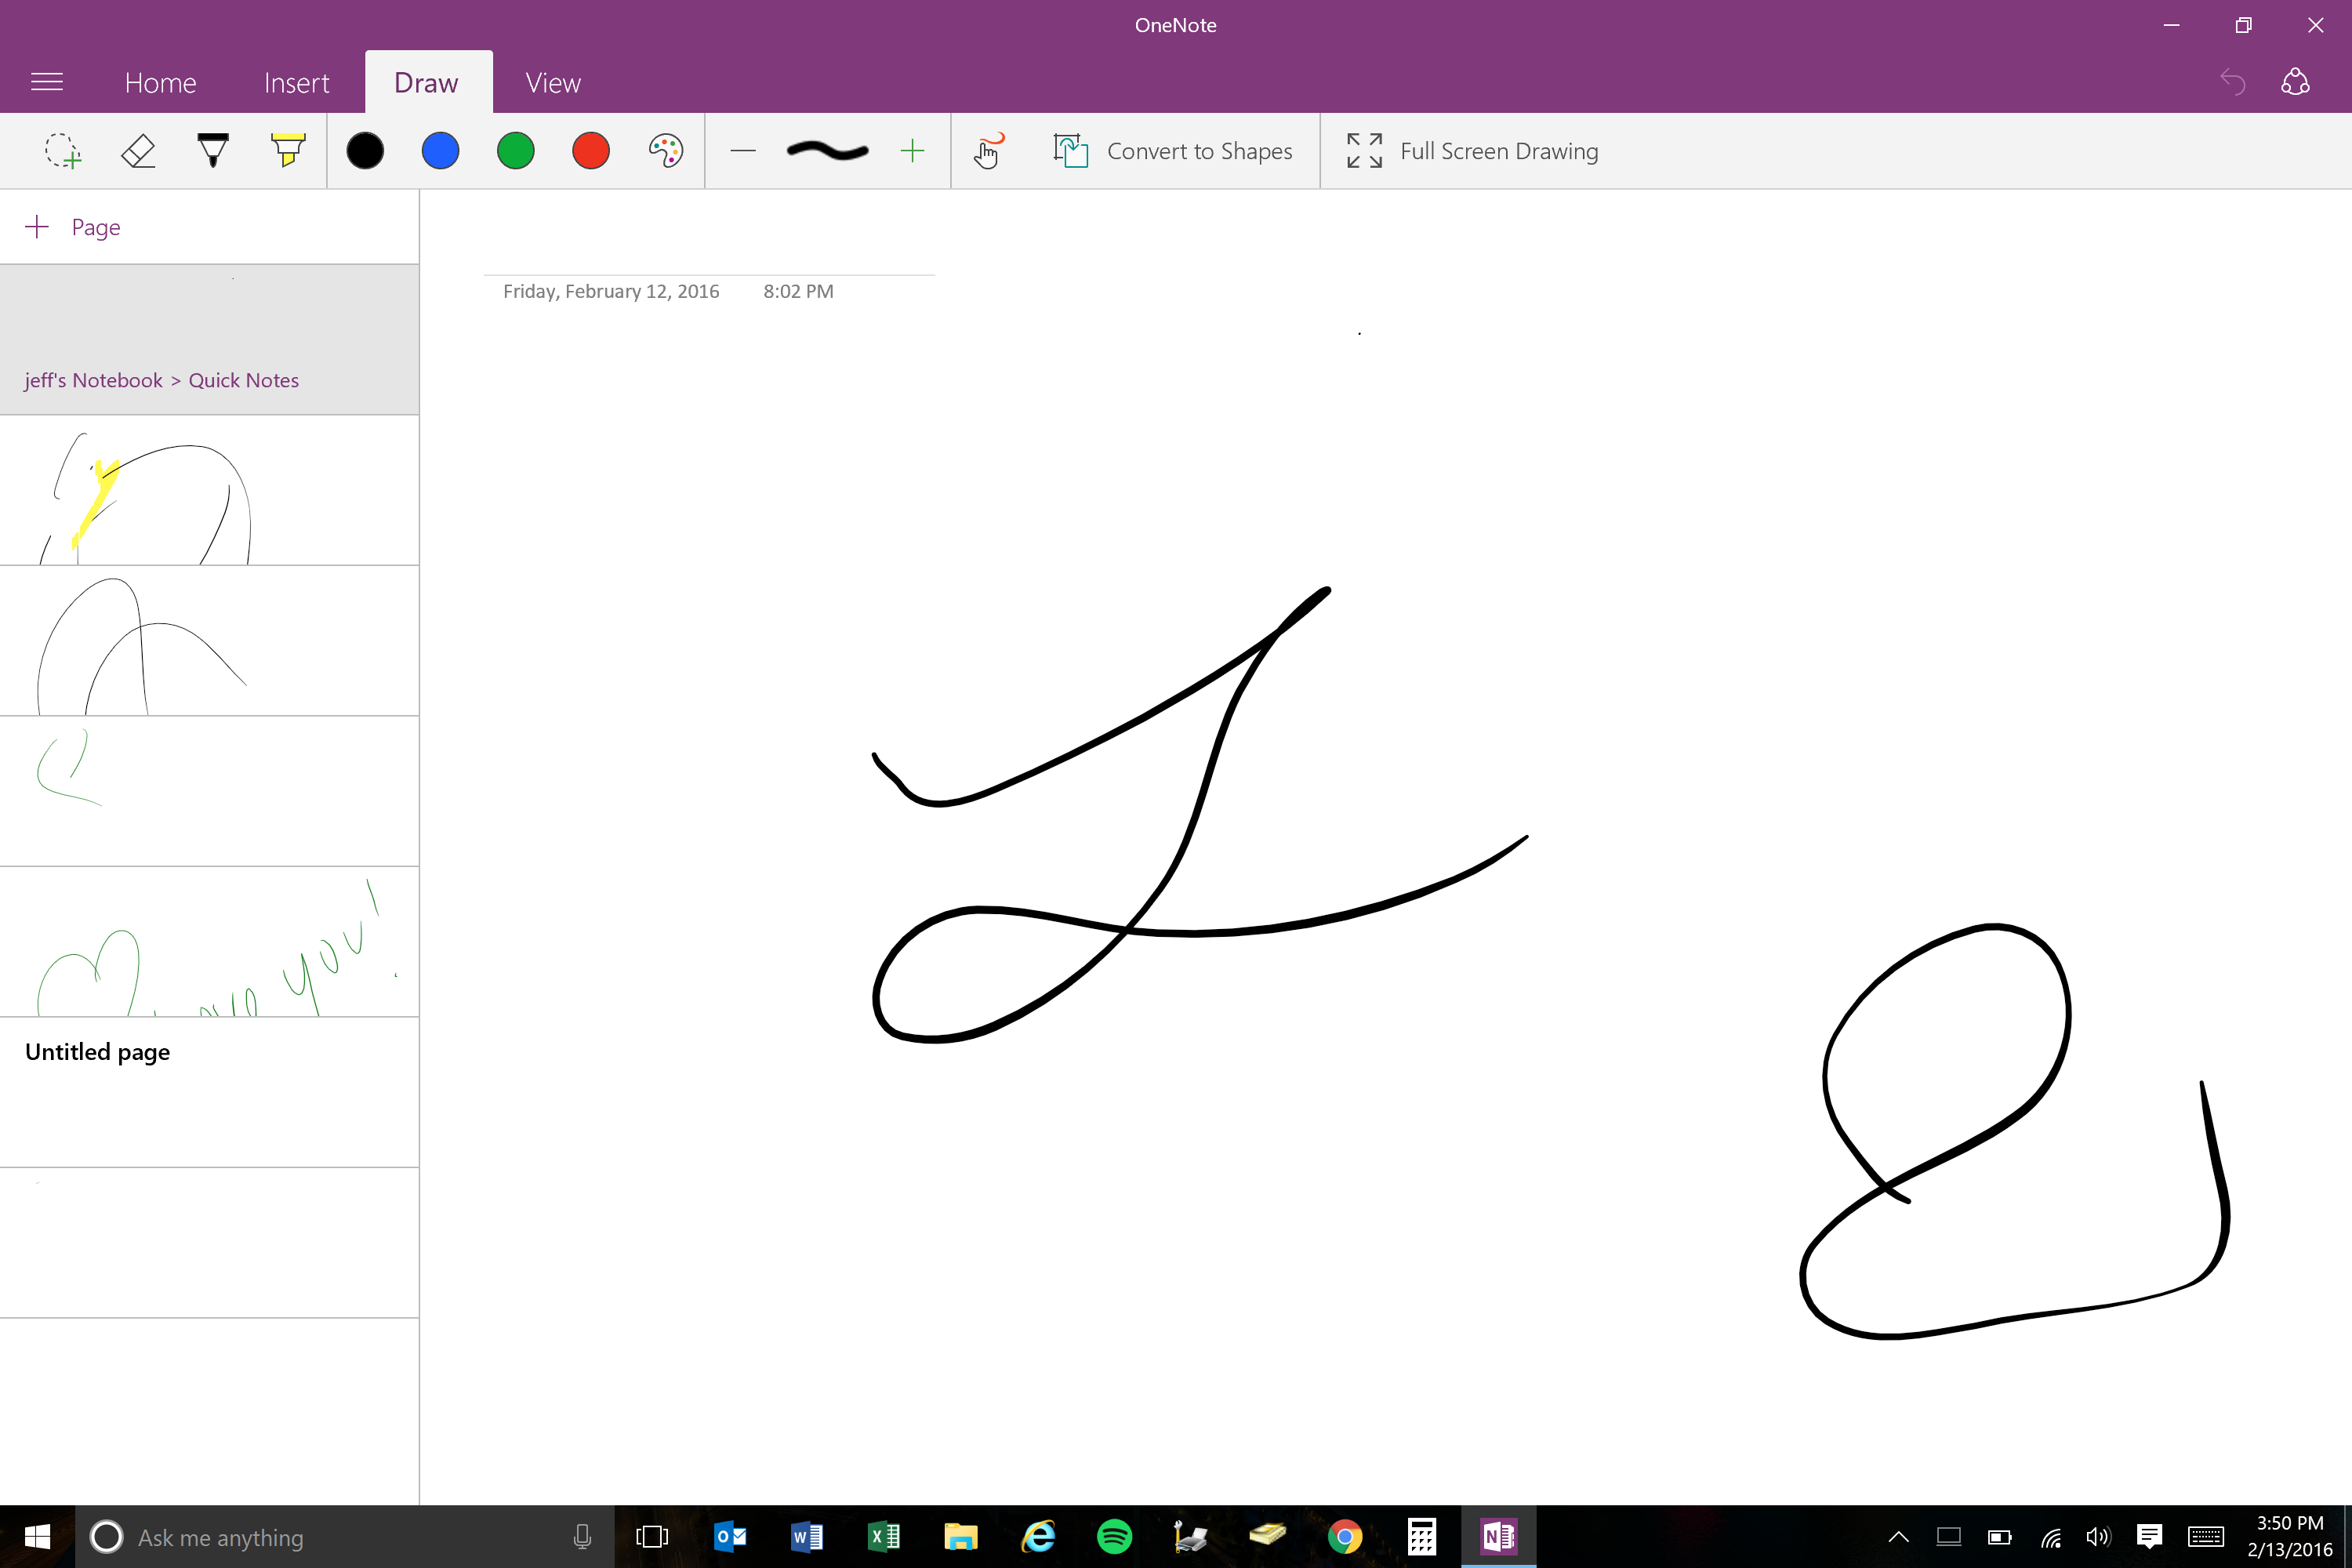 OneNote
Home Insert Draw View
Convert to Shapes Full Screen Drawing
Page
Friday, February 12, 2016 8:02 PM
jeff's Notebook > Quick Notes
you!
Untitled page
Ask me anything
3:50 PM
2/13/2016